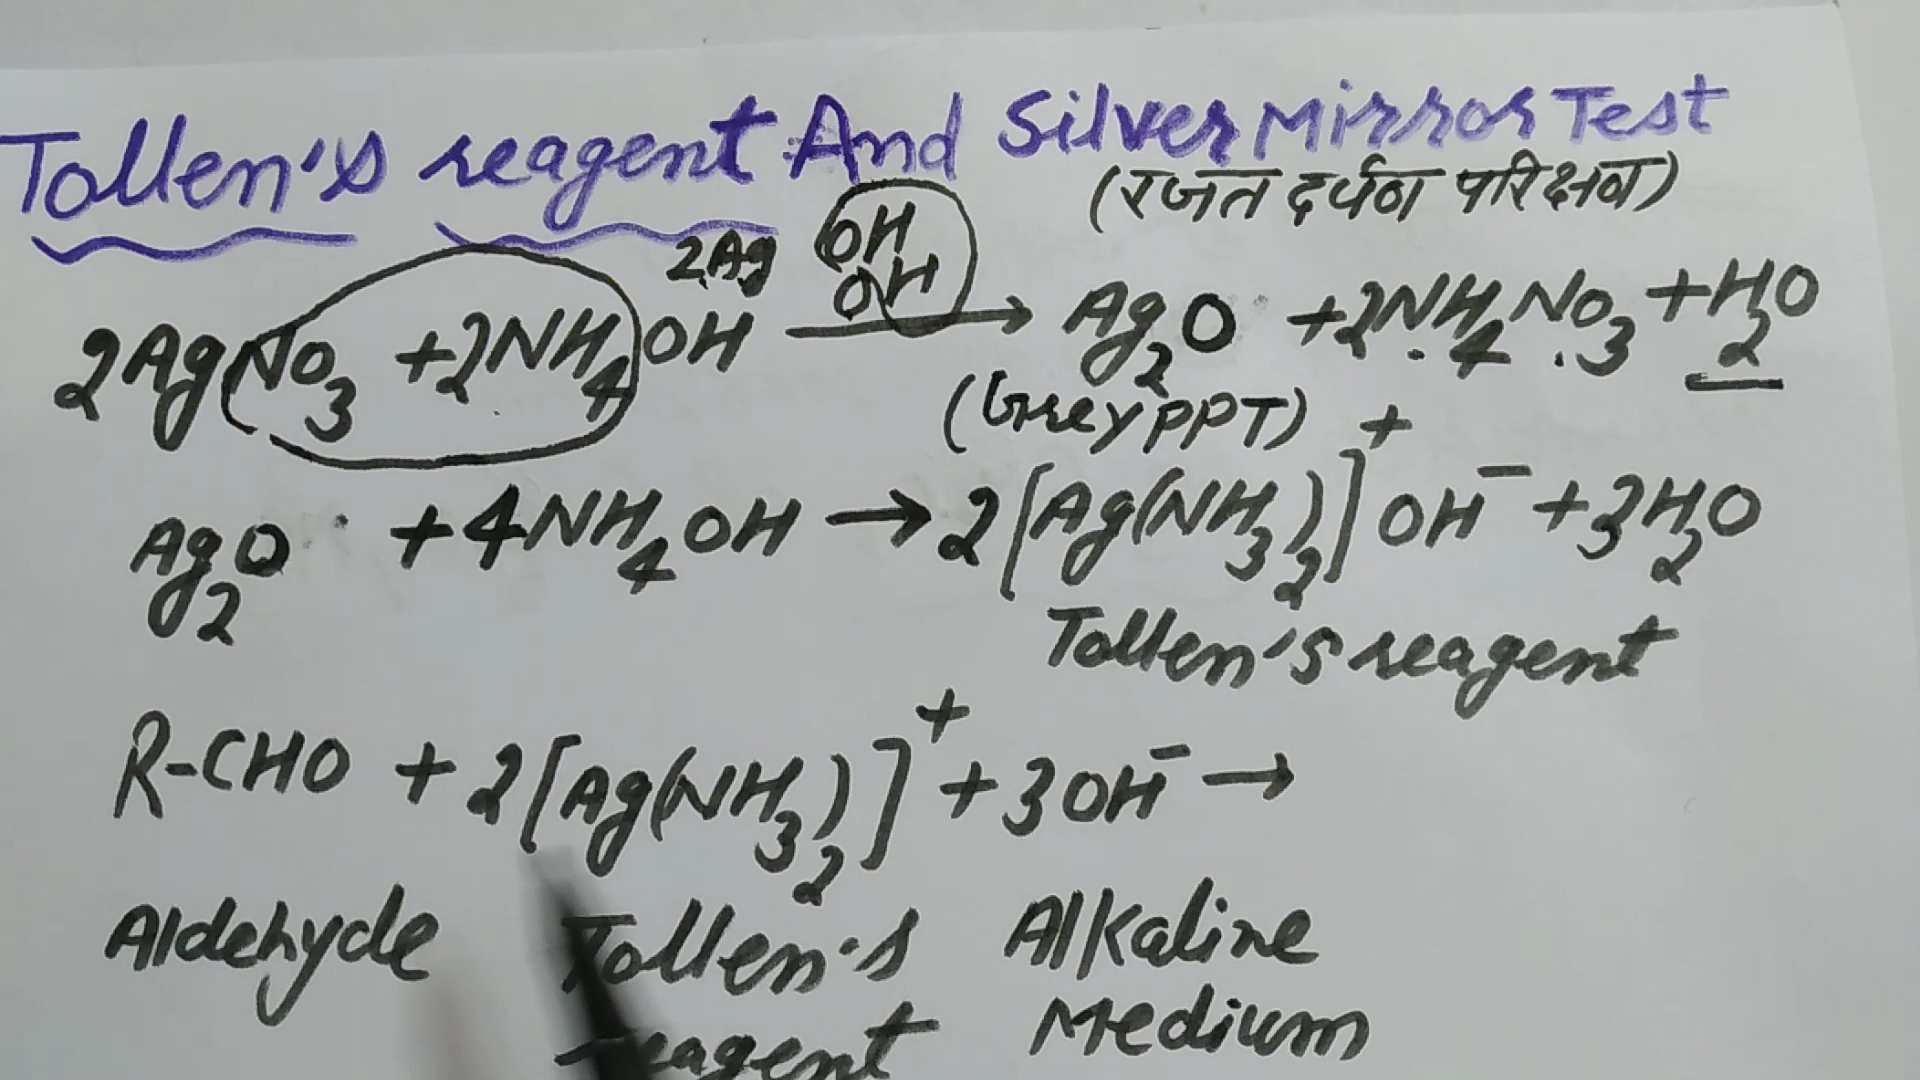 Tollen's reagent And Silver Mirror Test
(रजत दर्पण परिक्षण)
2Ag OH
OH
2AgNO3 + 2NH4OH → Ag2O + 2NH4NO3 + H2O
(Grey PPT)
Ag2O + 4NH4OH → 2[Ag(NH3)2]+ OH- + 3H2O
Tollen's reagent
R-CHO + 2[Ag(NH3)2]+ + 3OH- →
Aldehyde Tollen's Alkaline
reagent Medium